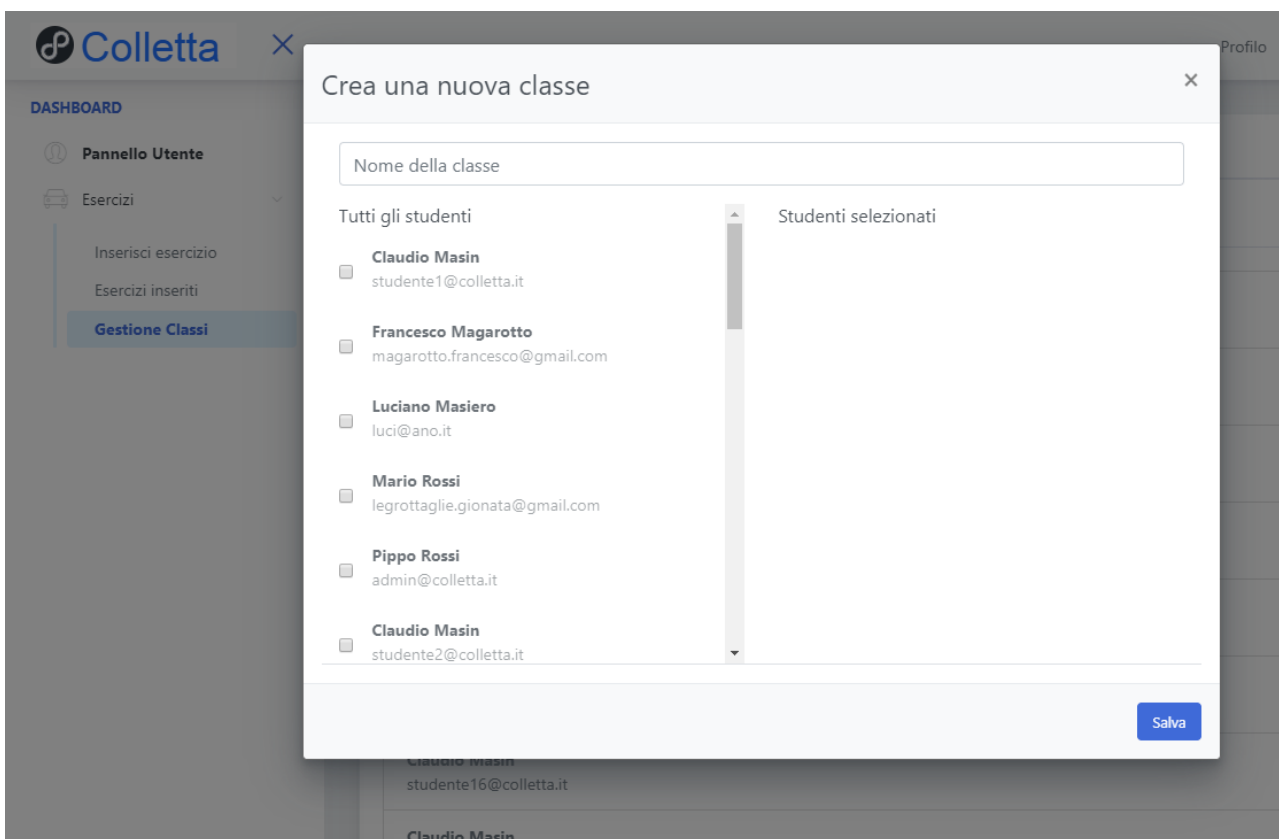 Colletta
Profilo
DASHBOARD
Pannello Utente
Esercizi
Inserisci esercizio
Esercizi inseriti
Gestione Classi
Crea una nuova classe
×
Nome della classe
Tutti gli studenti
Claudio Masin
studente1@colletta.it
Francesco Magarotto
magarotto.francesco@gmail.com
Luciano Masiero
luci@ano.it
Mario Rossi
legrottaglie.gionata@gmail.com
Pippo Rossi
admin@colletta.it
Claudio Masin
studente2@colletta.it
Studenti selezionati
Salva
Claudio Masin
studente16@colletta.it
Claudio Masin